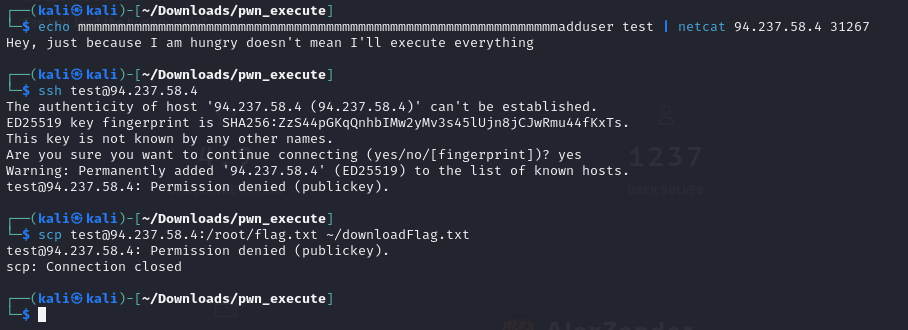 ┌──(kali㉿kali)-[~/Downloads/pwn_execute]
└─$ echo mmmmmmmmmmmmmmmmmmmmmmmmmmmmmmmmmmmmmmmmmmmmmmmmmmmmmmmmmmmmadduser test | netcat 94.237.58.4 31267
Hey, just because I am hungry doesn't mean I'll execute everything
┌──(kali㉿kali)-[~/Downloads/pwn_execute]
└─$ ssh test@94.237.58.4
The authenticity of host '94.237.58.4 (94.237.58.4)' can't be established.
ED25519 key fingerprint is SHA256:ZzS44pGKqQnhbIMw2yMv3s45lUjn8jCJwRmu44fKxTs.
This key is not known by any other names.
Are you sure you want to continue connecting (yes/no/[fingerprint])? yes
1237
Warning: Permanently added '94.237.58.4' (ED25519) to the list of known hosts.
test@94.237.58.4: Permission denied (publickey).
┌──(kali㉿kali)-[~/Downloads/pwn_execute]
└─$ scp test@94.237.58.4:/root/flag.txt ~/downloadFlag.txt
test@94.237.58.4: Permission denied (publickey).
scp: Connection closed
┌──(kali㉿kali)-[~/Downloads/pwn_execute]
└─$